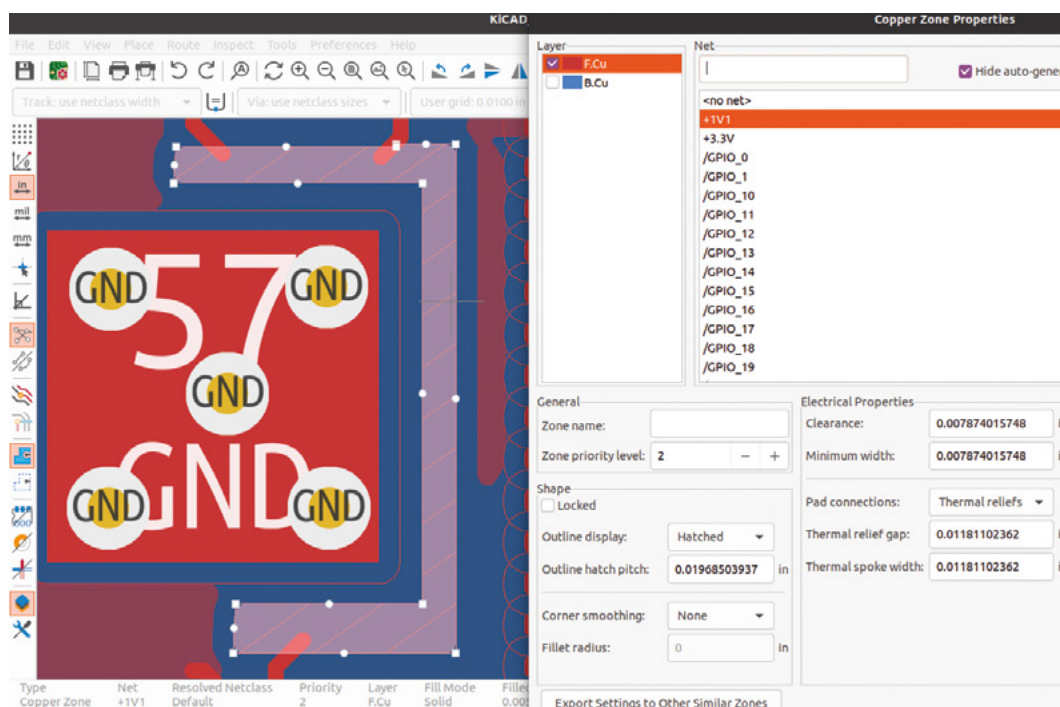 KiCAD
File Edit View Place Route Inspect Tools Preferences Help
Track: use netclass width
Via: use netclass sizes
User grid: 0.0100 in
in
mil
mm
57
GND
GND
GND
GND
GND
GND
Type Net Resolved Netclass Priority Layer Fill Mode Filled
Copper Zone +1V1 Default 2 F.Cu Solid 0.005
Copper Zone Properties
Layer
F.Cu
B.Cu
Net
Hide auto-gene
<no net>
+1V1
+3.3V
/GPIO_0
/GPIO_1
/GPIO_10
/GPIO_11
/GPIO_12
/GPIO_13
/GPIO_14
/GPIO_15
/GPIO_16
/GPIO_17
/GPIO_18
/GPIO_19
General
Zone name:
Zone priority level: 2 - +
Shape
Locked
Outline display: Hatched
Outline hatch pitch: 0.01968503937 in
Corner smoothing: None
Fillet radius: 0 in
Export Settings to Other Similar Zones
Electrical Properties
Clearance: 0.007874015748
Minimum width: 0.007874015748
Pad connections: Thermal reliefs
Thermal relief gap: 0.01181102362
Thermal spoke width: 0.01181102362